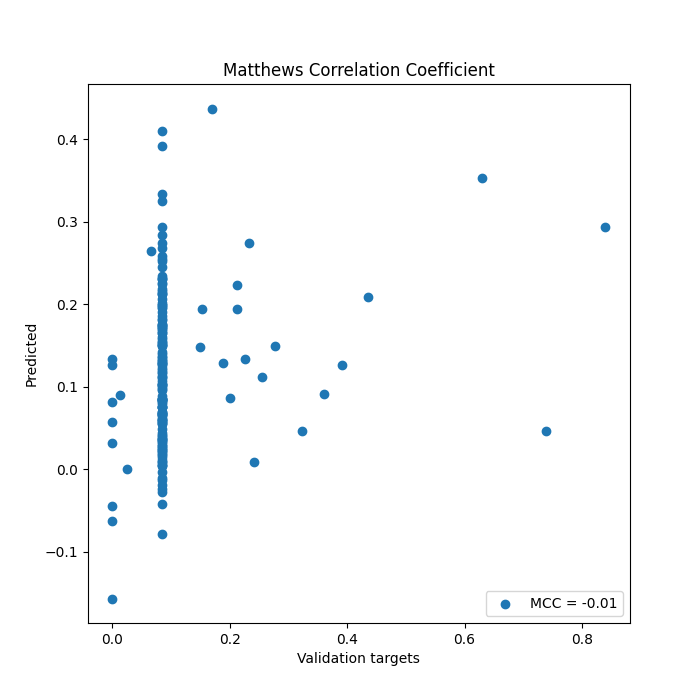 Matthews Correlation Coefficient
0.4
0.3
0.2
0.1
0.0
−0.1
Predicted
MCC = -0.01
0.0 0.2 0.4 0.6 0.8
Validation targets